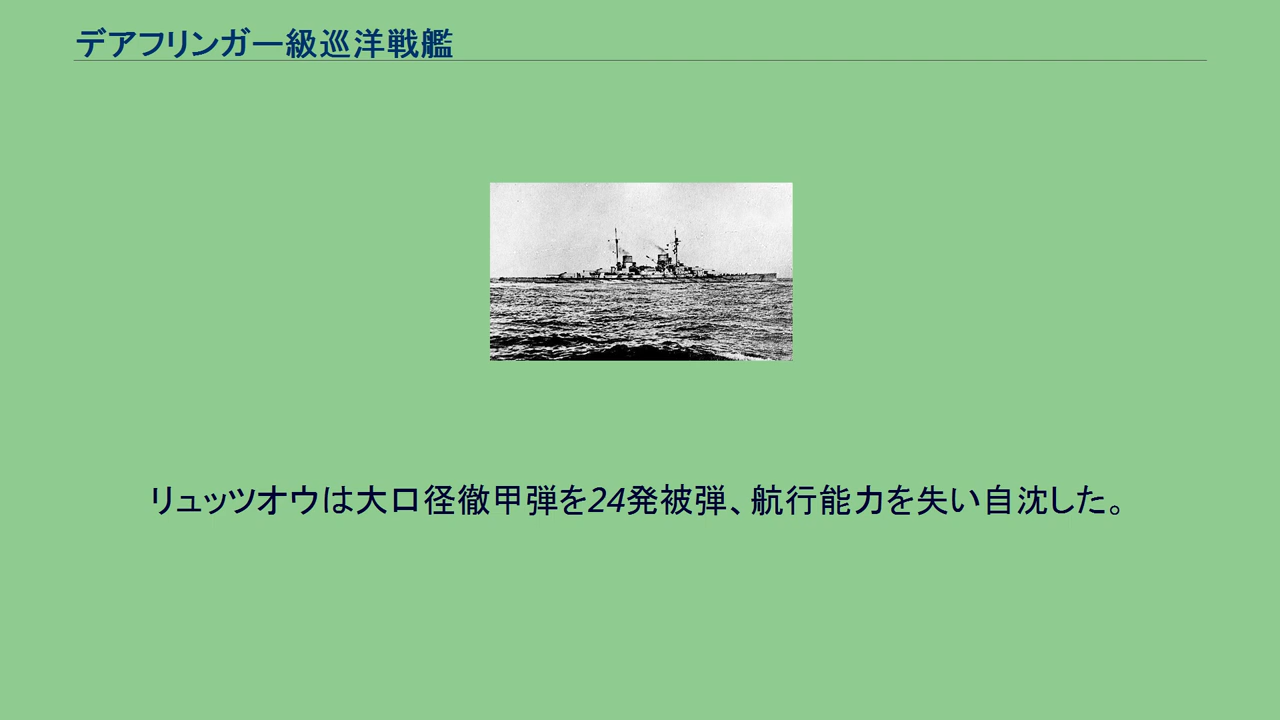 デアフリンガー級巡洋戦艦
リュッツオウは大口径徹甲弾を24発被弾、航行能力を失い自沈した。